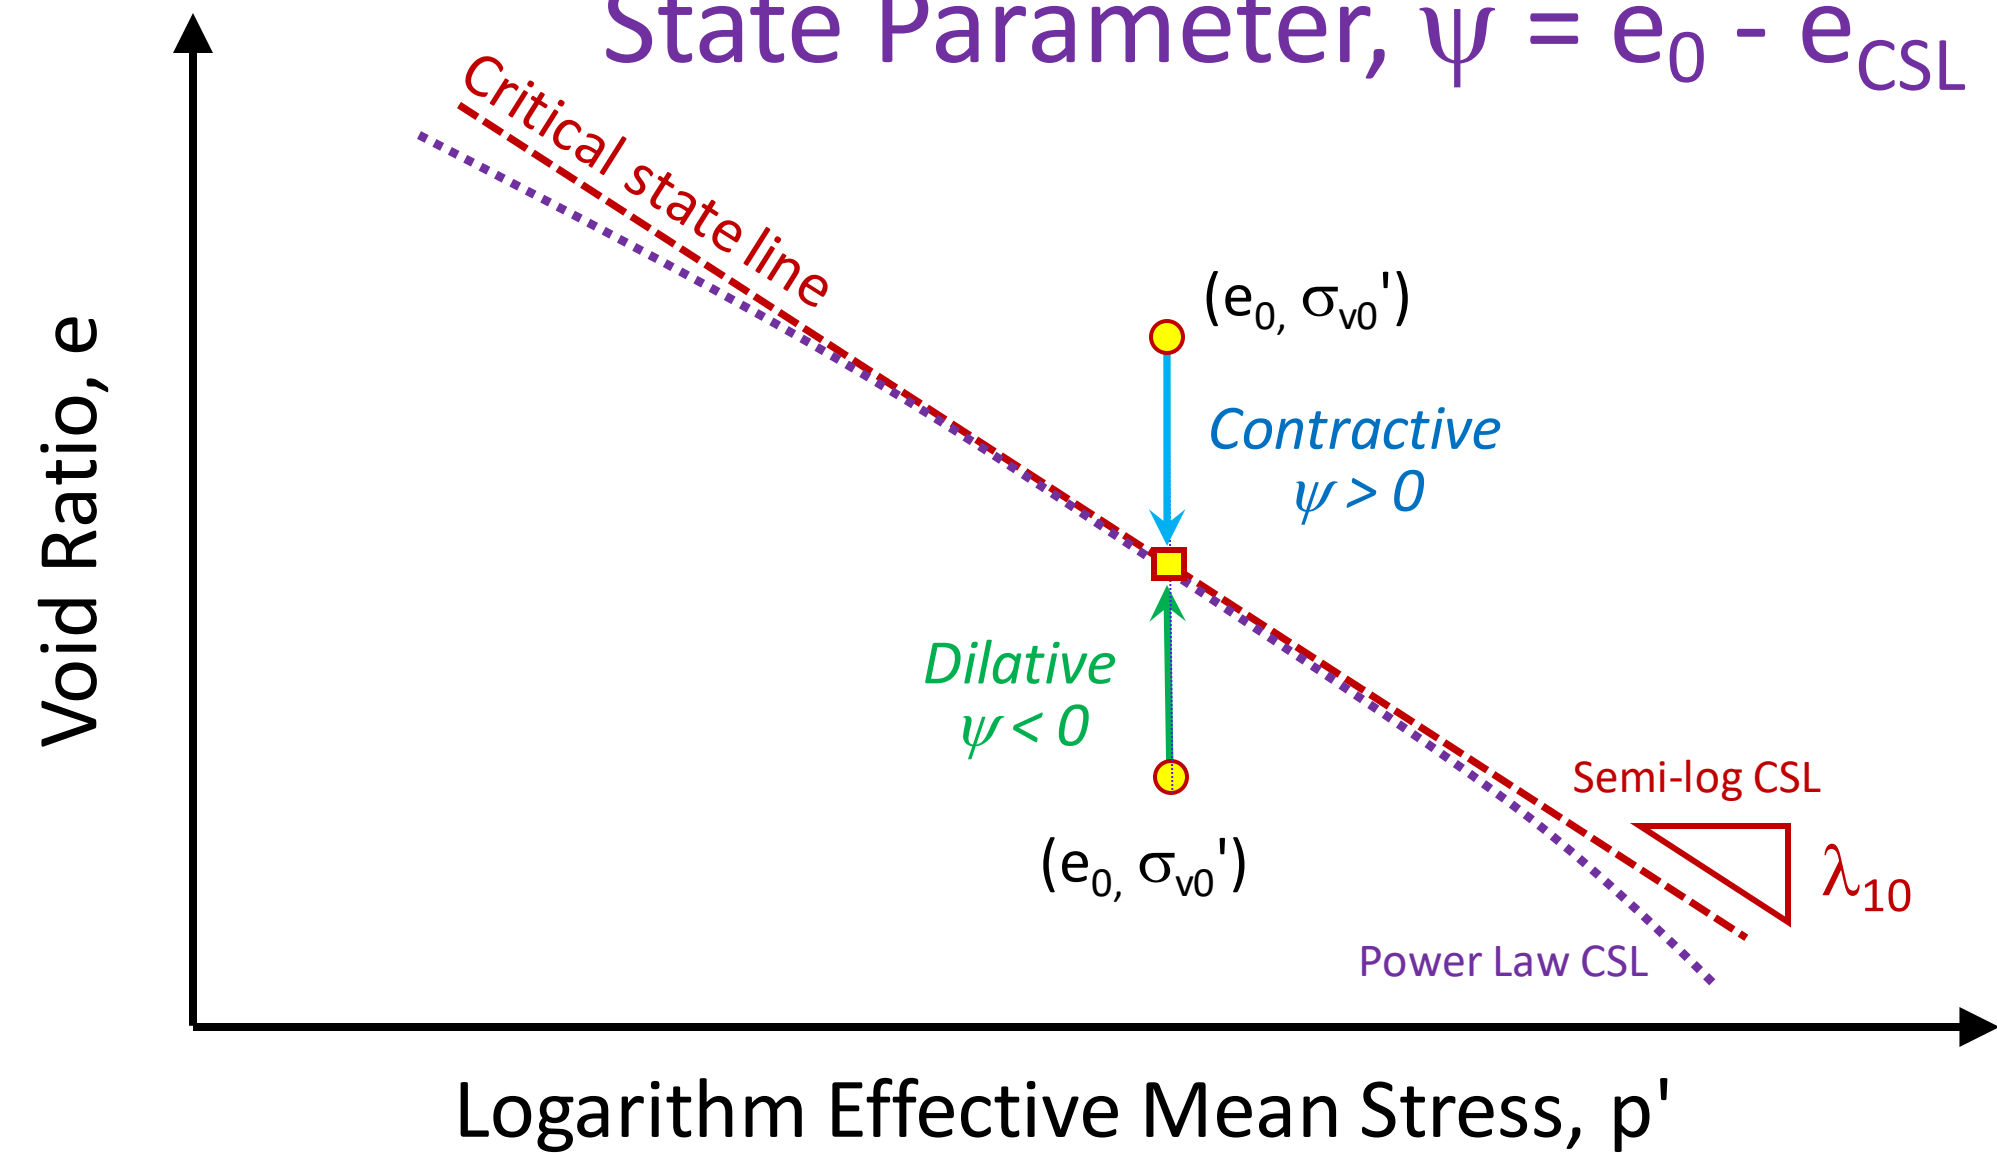 State Parameter, ψ = e₀ - e_CSL
Critical state line
(e₀, σᵥ₀')
Contractive
ψ > 0
Void Ratio, e
Dilative
ψ < 0
Semi-log CSL
(e₀, σᵥ₀')
λ₁₀
Power Law CSL
Logarithm Effective Mean Stress, p'